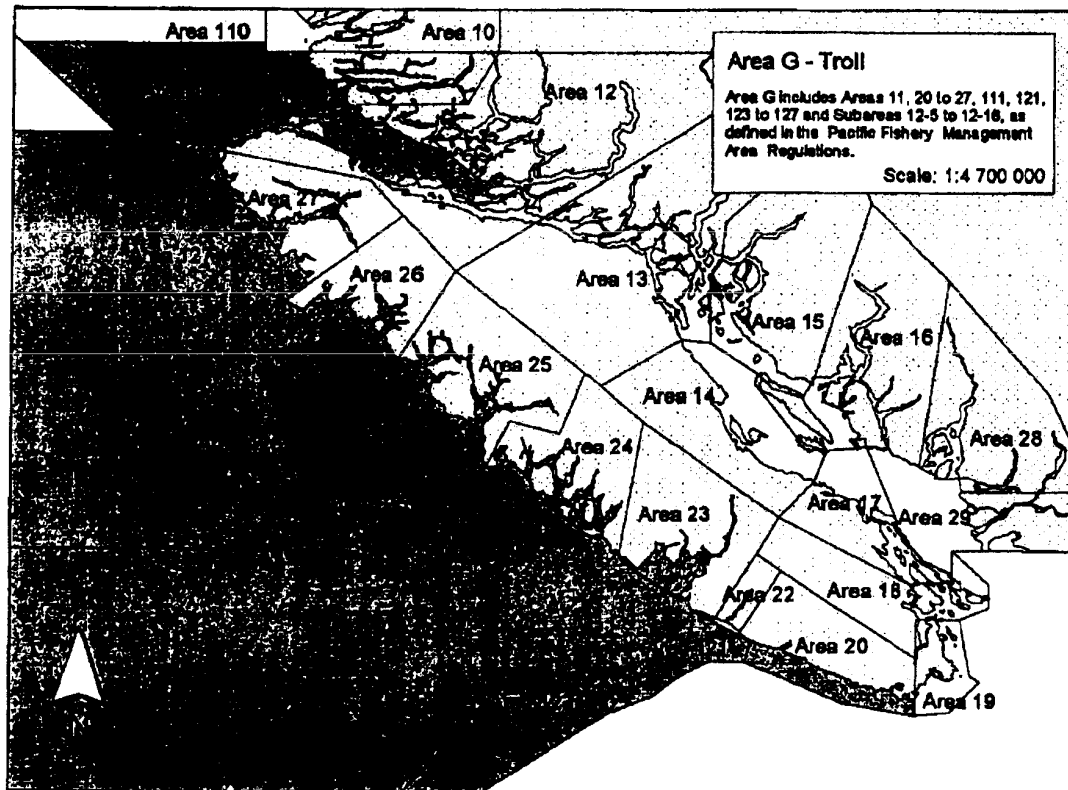 Area 110
Area 10
Area G - Troll
Area G includes Areas 11, 20 to 27, 111, 121,
123 to 127 and Subareas 12-5 to 12-16, as
defined in the Pacific Fishery Management
Area Regulations.
Scale: 1:4 700 000
Area 12
Area 27
Area 26
Area 13
Area 15
Area 16
Area 25
Area 14
Area 28
Area 24
Area 23
Area 17
Area 29
Area 22
Area 18
Area 20
Area 19